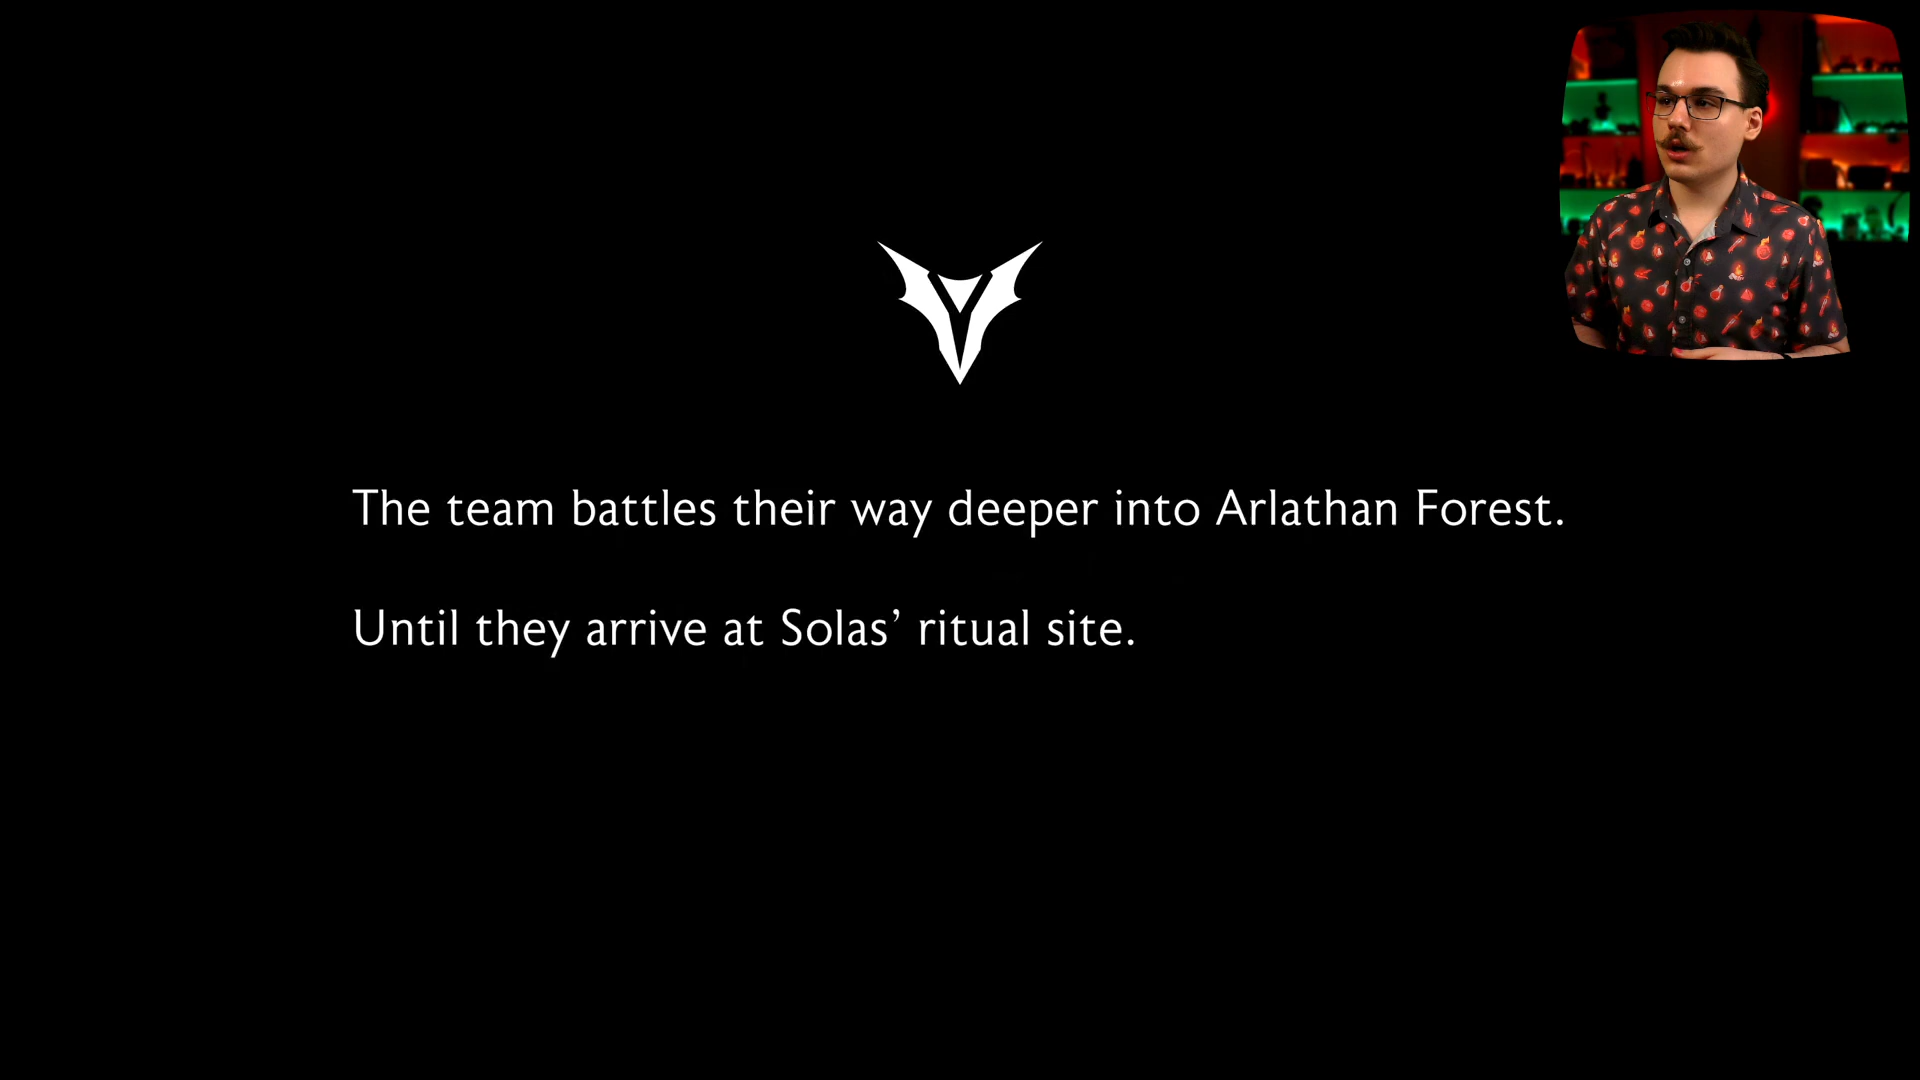 The team battles their way deeper into Arlathan Forest.
Until they arrive at Solas’ ritual site.